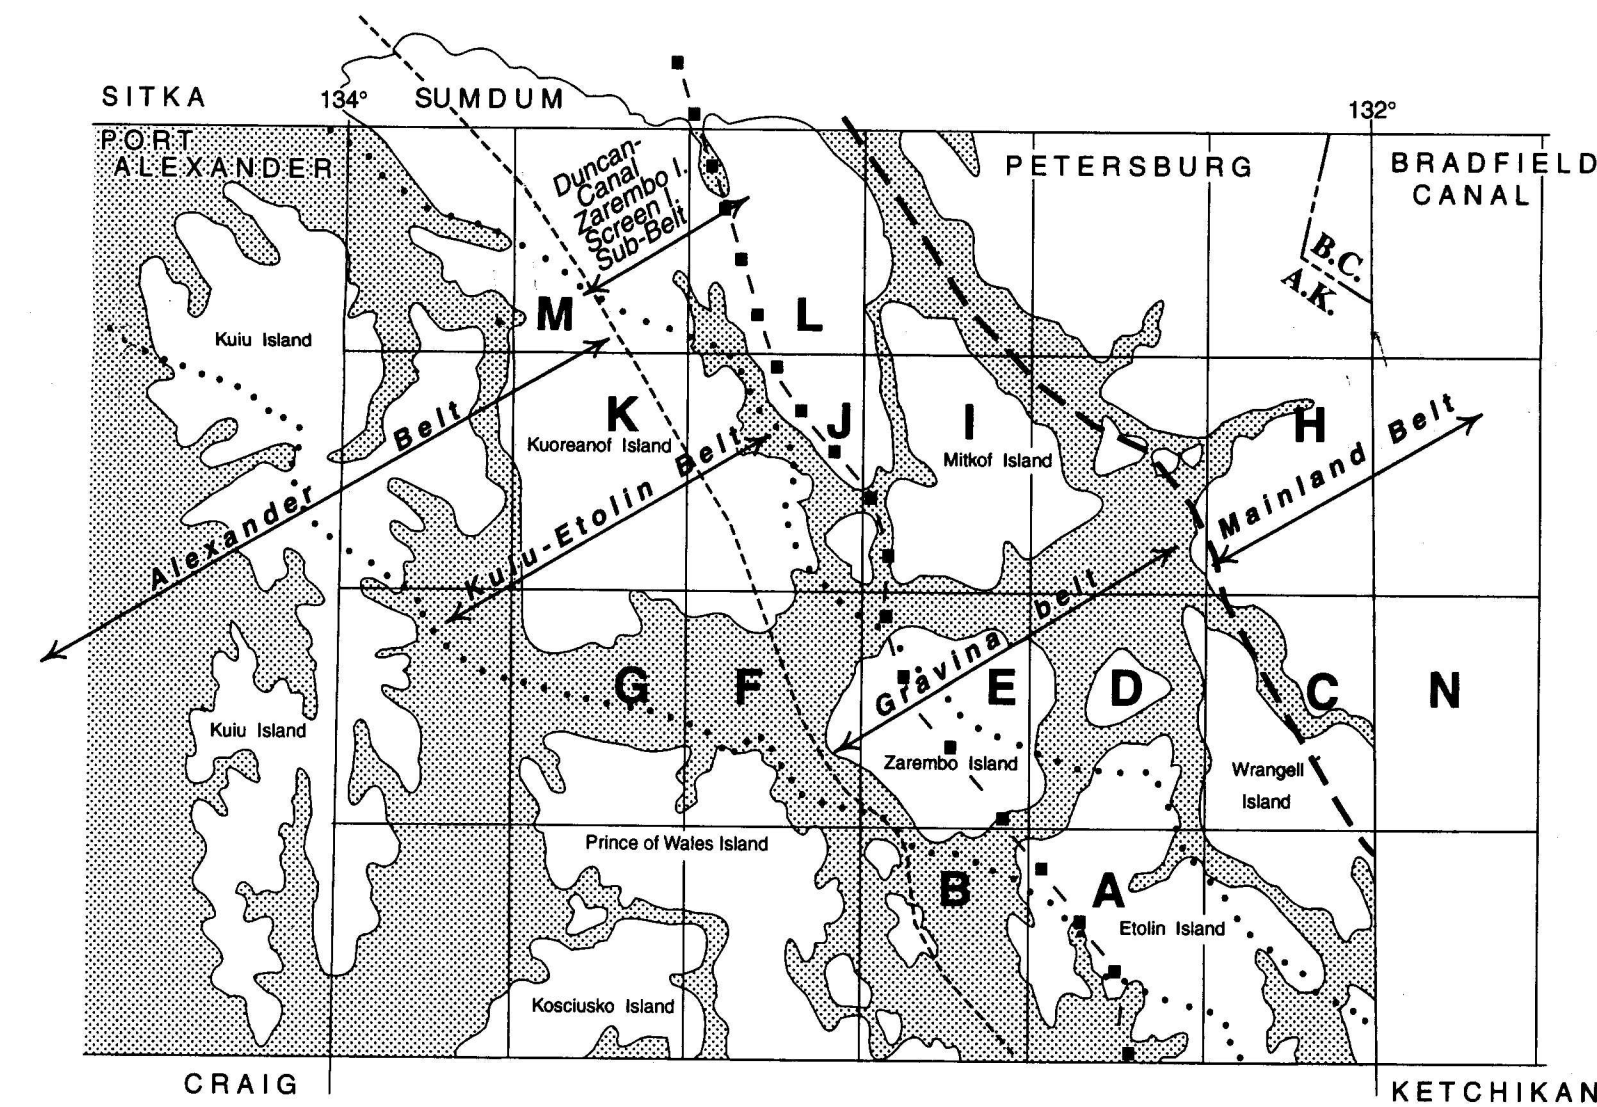 SITKA
134°
SUMDUM
132°
PORT
ALEXANDER
Duncan-
Canal
Zarembo I.
Screen I.
Sub-Belt
PETERSBURG
BRADFIELD
CANAL
B.C.
A.K.
M
L
Kuiu Island
K
J
I
H
Kuoreanof Island
Mitkof Island
Alexander Belt
Kuiu-Etolin Belt
Mainland Belt
Gravina belt
G
F
E
D
C
N
Kuiu Island
Zarembo Island
Wrangell
Island
Prince of Wales Island
B
A
Etolin Island
Kosciusko Island
CRAIG
KETCHIKAN